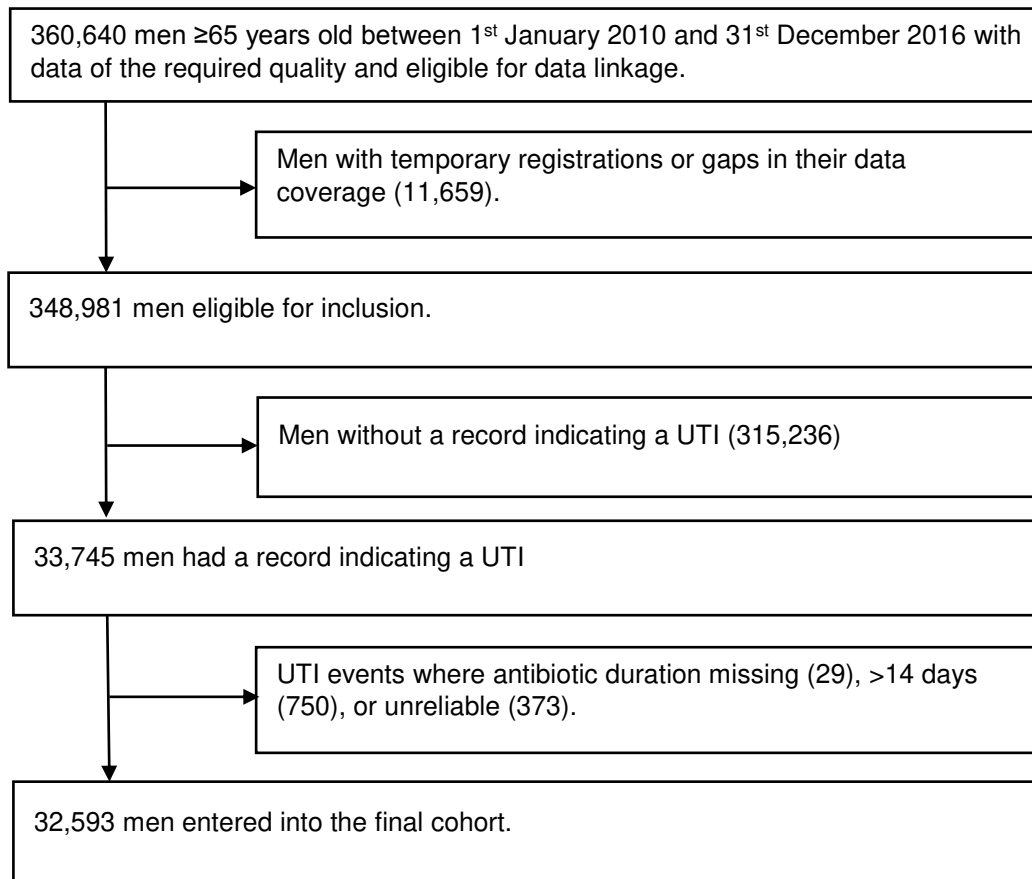 360,640 men ≥65 years old between 1st January 2010 and 31st December 2016 with
data of the required quality and eligible for data linkage.
Men with temporary registrations or gaps in their data
coverage (11,659).
348,981 men eligible for inclusion.
Men without a record indicating a UTI (315,236)
33,745 men had a record indicating a UTI
UTI events where antibiotic duration missing (29), >14 days
(750), or unreliable (373).
32,593 men entered into the final cohort.